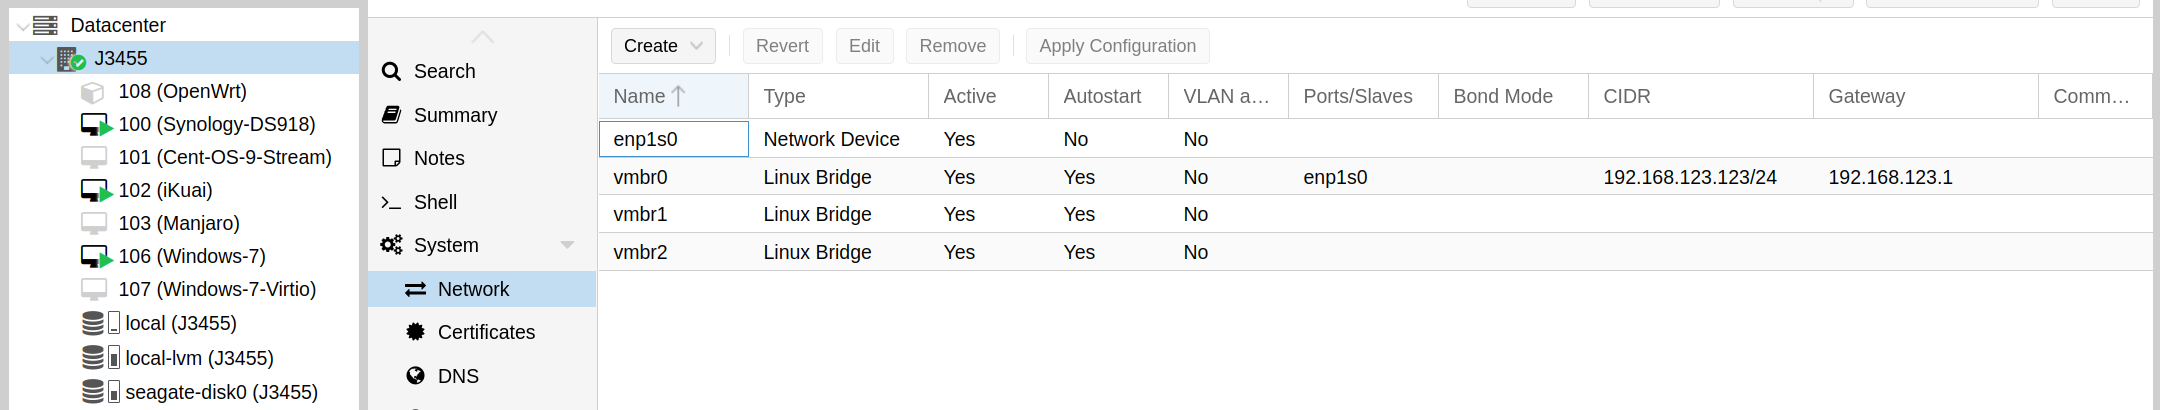 Datacenter
J3455
108 (OpenWrt)
100 (Synology-DS918)
101 (Cent-OS-9-Stream)
102 (iKuai)
103 (Manjaro)
106 (Windows-7)
107 (Windows-7-Virtio)
local (J3455)
local-lvm (J3455)
seagate-disk0 (J3455)
Search
Summary
Notes
Shell
System
Network
Certificates
DNS
Create Revert Edit Remove Apply Configuration
Name Type Active Autostart VLAN a... Ports/Slaves Bond Mode CIDR Gateway Comm...
enp1s0 Network Device Yes No No
vmbr0 Linux Bridge Yes Yes No enp1s0 192.168.123.123/24 192.168.123.1
vmbr1 Linux Bridge Yes Yes No
vmbr2 Linux Bridge Yes Yes No